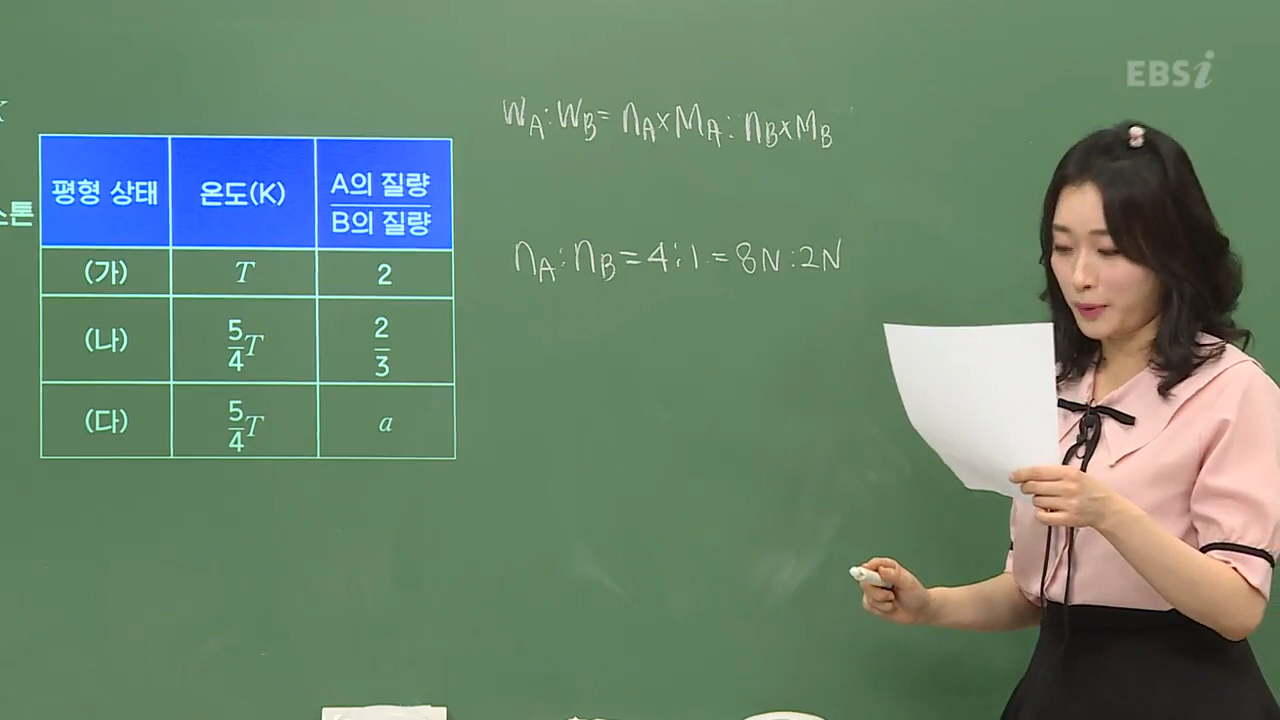 EBSi
K
스톤
평형 상태 온도(K) A의 질량/B의 질량
(가) T 2
(나) 5/4T 2/3
(다) 5/4T a
W_A:W_B=n_A×M_A:n_B×M_B
n_A:n_B=4:1=8N:2N